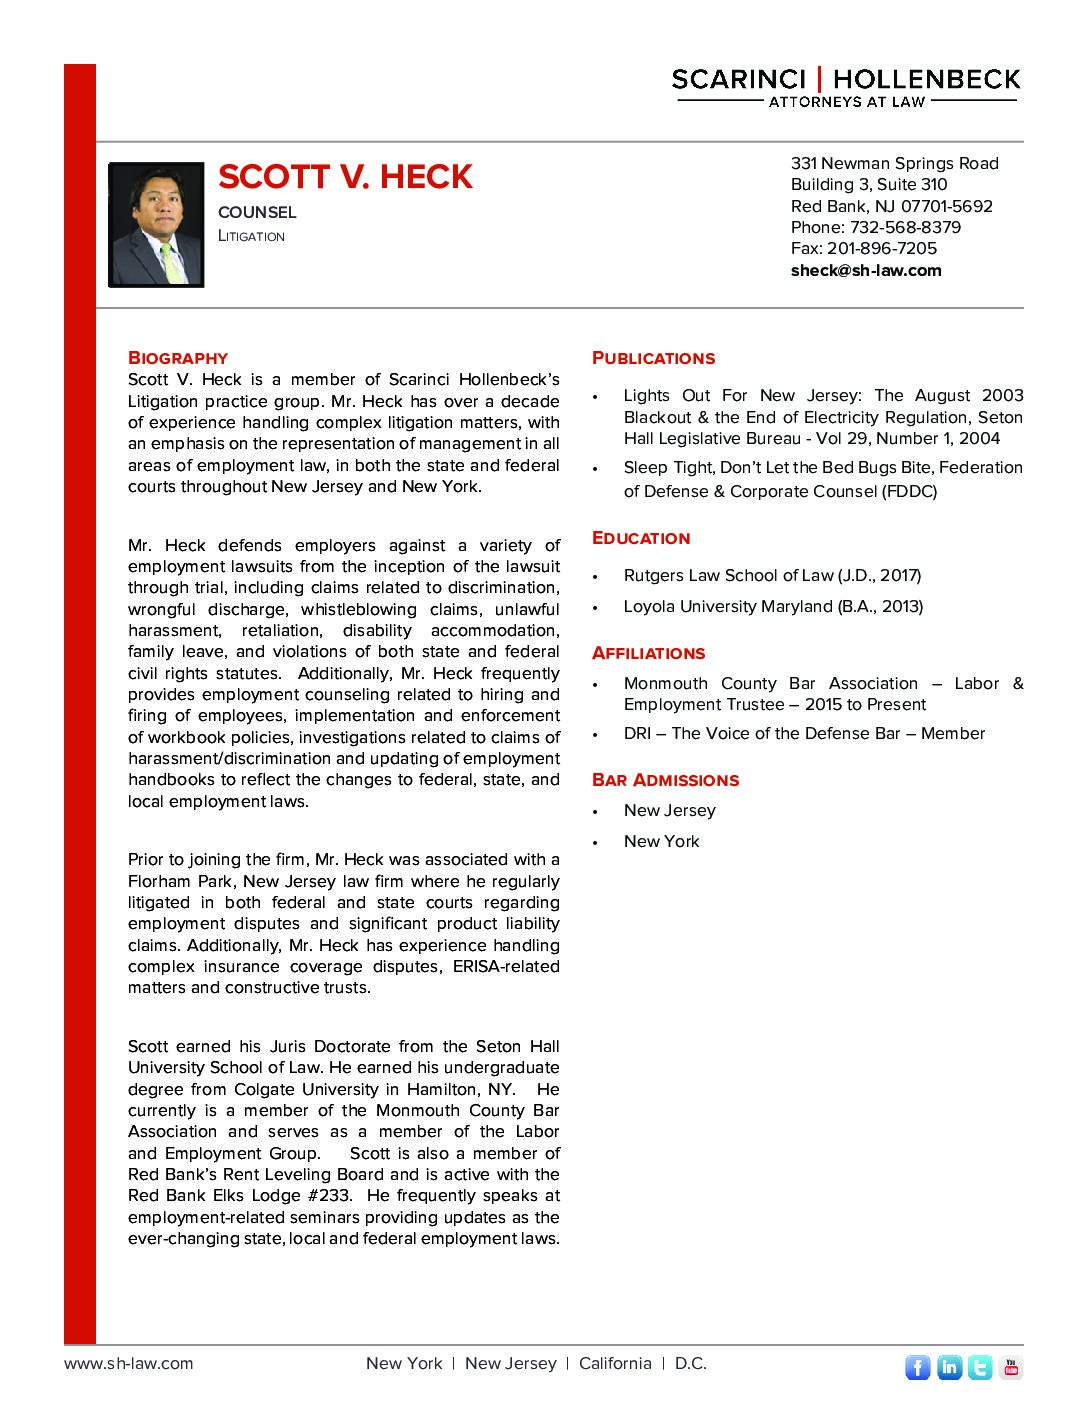 SCARINCI | HOLLENBECK
ATTORNEYS AT LAW
SCOTT V. HECK
COUNSEL
LITIGATION
331 Newman Springs Road
Building 3, Suite 310
Red Bank, NJ 07701-5692
Phone: 732-568-8379
Fax: 201-896-7205
sheck@sh-law.com
BIOGRAPHY
Scott V. Heck is a member of Scarinci Hollenbeck's
Litigation practice group. Mr. Heck has over a decade
of experience handling complex litigation matters, with
an emphasis on the representation of management in all
areas of employment law, in both the state and federal
courts throughout New Jersey and New York.
Mr. Heck defends employers against a variety of
employment lawsuits from the inception of the lawsuit
through trial, including claims related to discrimination,
wrongful discharge, whistleblowing claims, unlawful
harassment, retaliation, disability accommodation,
family leave, and violations of both state and federal
civil rights statutes. Additionally, Mr. Heck frequently
provides employment counseling related to hiring and
firing of employees, implementation and enforcement
of workbook policies, investigations related to claims of
harassment/discrimination and updating of employment
handbooks to reflect the changes to federal, state, and
local employment laws.
Prior to joining the firm, Mr. Heck was associated with a
Florham Park, New Jersey law firm where he regularly
litigated in both federal and state courts regarding
employment disputes and significant product liability
claims. Additionally, Mr. Heck has experience handling
complex insurance coverage disputes, ERISA-related
matters and constructive trusts.
Scott earned his Juris Doctorate from the Seton Hall
University School of Law. He earned his undergraduate
degree from Colgate University in Hamilton, NY. He
currently is a member of the Monmouth County Bar
Association and serves as a member of the Labor
and Employment Group. Scott is also a member of
Red Bank's Rent Leveling Board and is active with the
Red Bank Elks Lodge #233. He frequently speaks at
employment-related seminars providing updates as the
ever-changing state, local and federal employment laws.
PUBLICATIONS
• Lights Out For New Jersey: The August 2003
Blackout & the End of Electricity Regulation, Seton
Hall Legislative Bureau - Vol 29, Number 1, 2004
• Sleep Tight, Don't Let the Bed Bugs Bite, Federation
of Defense & Corporate Counsel (FDDC)
EDUCATION
• Rutgers Law School of Law (J.D., 2017)
• Loyola University Maryland (B.A., 2013)
AFFILIATIONS
• Monmouth County Bar Association – Labor &
Employment Trustee – 2015 to Present
• DRI – The Voice of the Defense Bar – Member
BAR ADMISSIONS
• New Jersey
• New York
www.sh-law.com
New York | New Jersey | California | D.C.
f
in
t
You
Tube